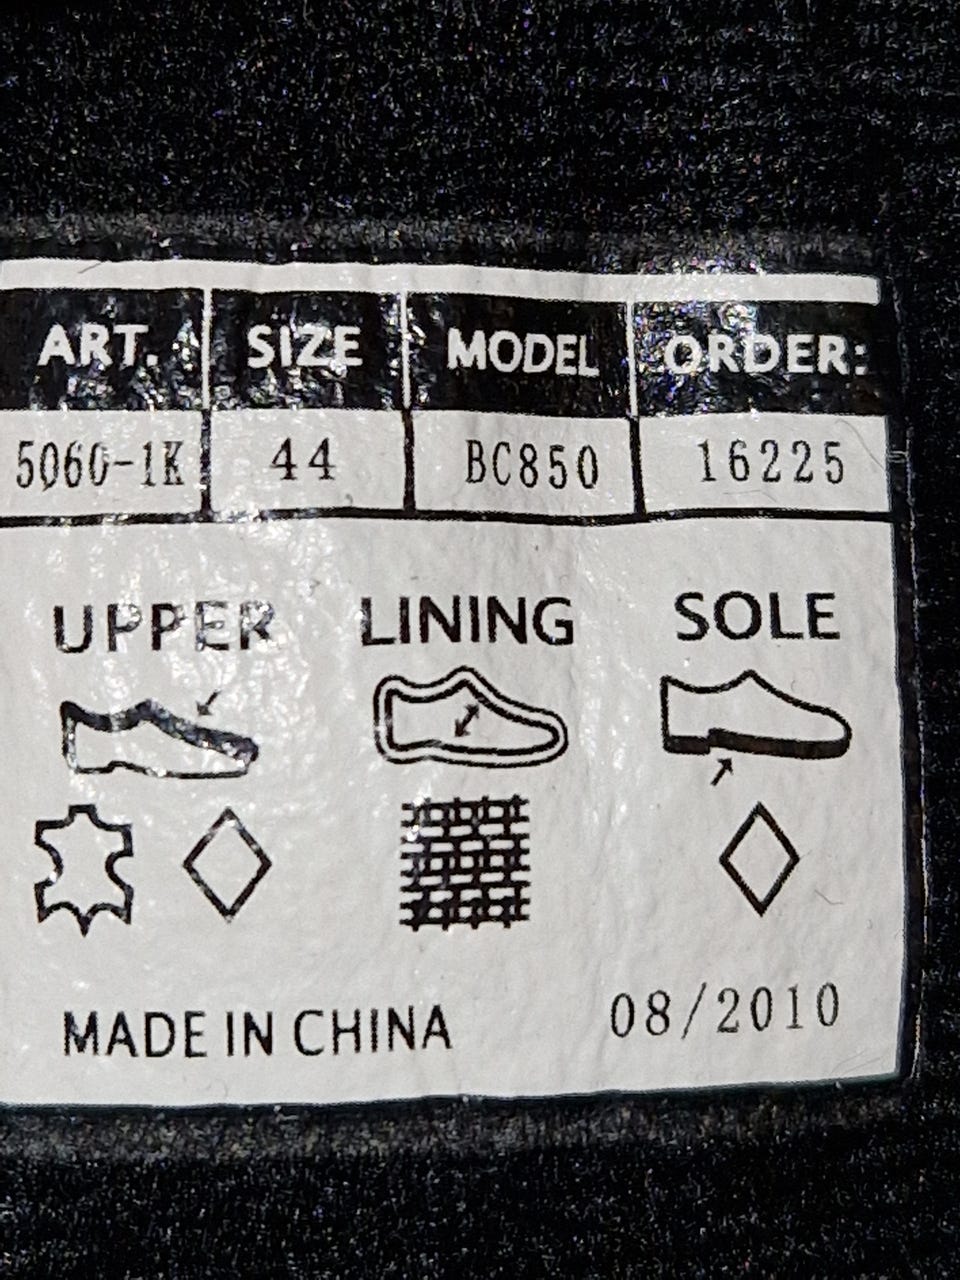 ART. SIZE MODEL ORDER:
5060-1K 44 BC850 16225
UPPER LINING SOLE
MADE IN CHINA 08/2010